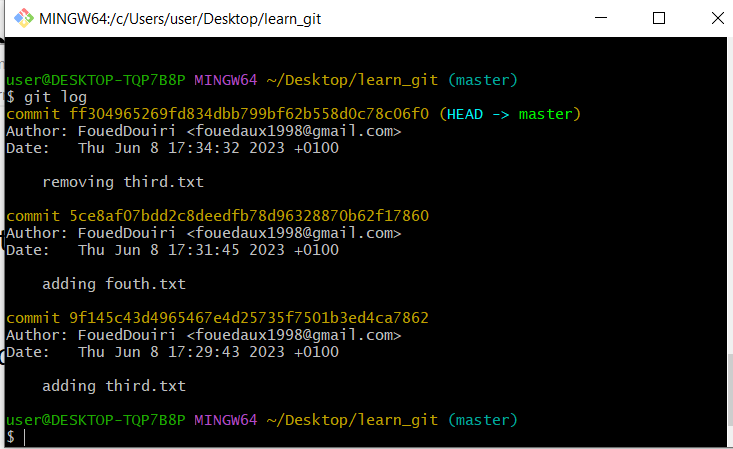 MINGW64:/c/Users/user/Desktop/learn_git
user@DESKTOP-TQP7B8P MINGW64 ~/Desktop/learn_git (master)
$ git log
commit ff304965269fd834dbb799bf62b558d0c78c06f0 (HEAD -> master)
Author: FouedDouiri <fouedaux1998@gmail.com>
Date:   Thu Jun 8 17:34:32 2023 +0100
    removing third.txt
commit 5ce8af07bdd2c8deedfb78d96328870b62f17860
Author: FouedDouiri <fouedaux1998@gmail.com>
Date:   Thu Jun 8 17:31:45 2023 +0100
    adding fouth.txt
commit 9f145c43d4965467e4d25735f7501b3ed4ca7862
Author: FouedDouiri <fouedaux1998@gmail.com>
Date:   Thu Jun 8 17:29:43 2023 +0100
    adding third.txt
user@DESKTOP-TQP7B8P MINGW64 ~/Desktop/learn_git (master)
$